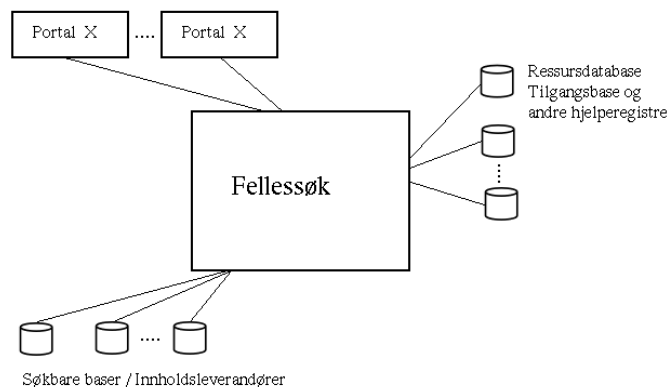 Portal X .... Portal X
Ressursdatabase
Tilgangsbase og
andre hjelperegistre
....
Fellessøk
....
Søkbare baser / Innholdsleverandører